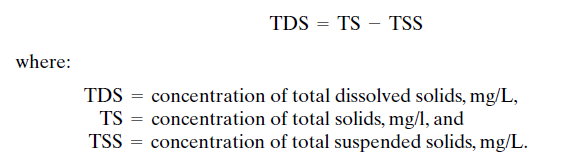 TDS = TS − TSS
where:
TDS = concentration of total dissolved solids, mg/L,
TS = concentration of total solids, mg/l, and
TSS = concentration of total suspended solids, mg/L.